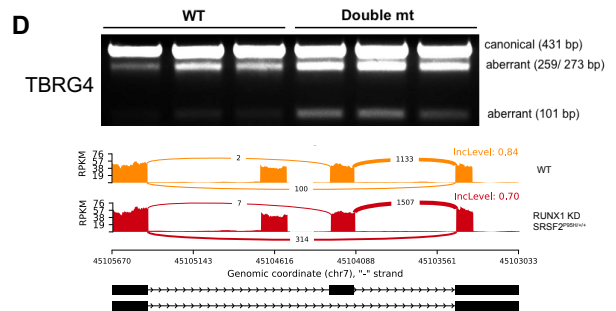 D
WT
Double mt
TBRG4
canonical (431 bp)
aberrant (259/ 273 bp)
aberrant (101 bp)
IncLevel: 0,84
RPKM
76
57
38
19
2
1133
100
WT
IncLevel: 0,70
RPKM
76
57
38
19
7
1507
314
RUNX1 KD
SRSF2P95H/+/+
45105670 45105143 45104616 45104088 45103561 45103033
Genomic coordinate (chr7), "-" strand